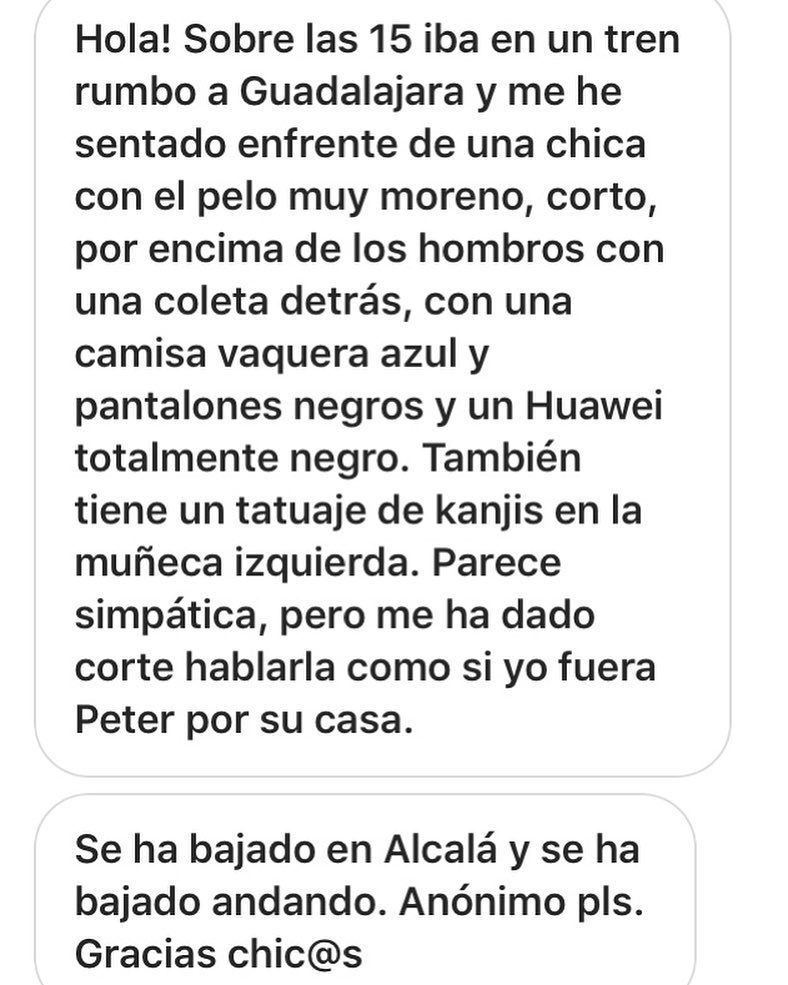 Hola! Sobre las 15 iba en un tren
rumbo a Guadalajara y me he
sentado enfrente de una chica
con el pelo muy moreno, corto,
por encima de los hombros con
una coleta detrás, con una
camisa vaquera azul y
pantalones negros y un Huawei
totalmente negro. También
tiene un tatuaje de kanjis en la
muñeca izquierda. Parece
simpática, pero me ha dado
corte hablarla como si yo fuera
Peter por su casa.
Se ha bajado en Alcalá y se ha
bajado andando. Anónimo pls.
Gracias chic@s